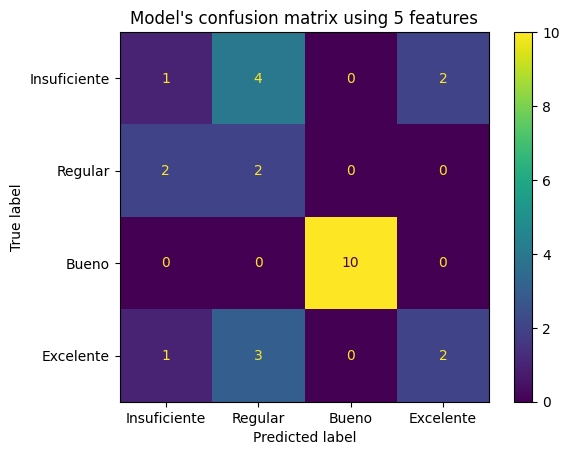 Model's confusion matrix using 5 features
Insuficiente 1 4 0 2
Regular 2 2 0 0
Bueno 0 0 10 0
Excelente 1 3 0 2
Insuficiente Regular Bueno Excelente
Predicted label
True label
10
8
6
4
2
0